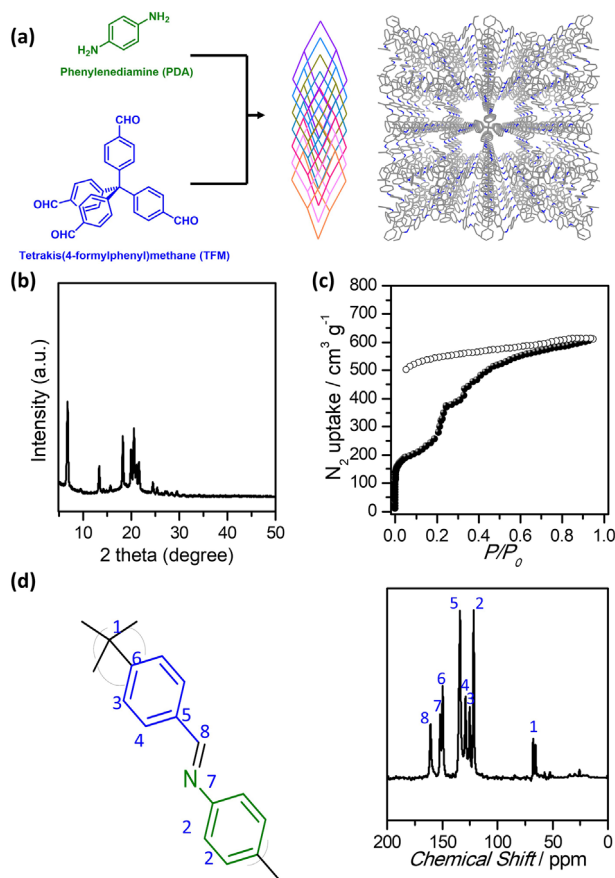 (a)
NH₂
H₂N
Phenylenediamine (PDA)
CHO
CHO
OHC
OHC
CHO
Tetrakis(4-formylphenyl)methane (TFM)
(b)
Intensity (a.u.)
10 20 30 40 50
2 theta (degree)
(c)
N₂ uptake / cm³ g⁻¹
800
700
600
500
400
300
200
100
0
0.0 0.2 0.4 0.6 0.8 1.0
P/P₀
(d)
1
6
3
5
4
8
N
7
2
2
5 2
6 4
7 3
8
1
200 150 100 50 0
Chemical Shift / ppm